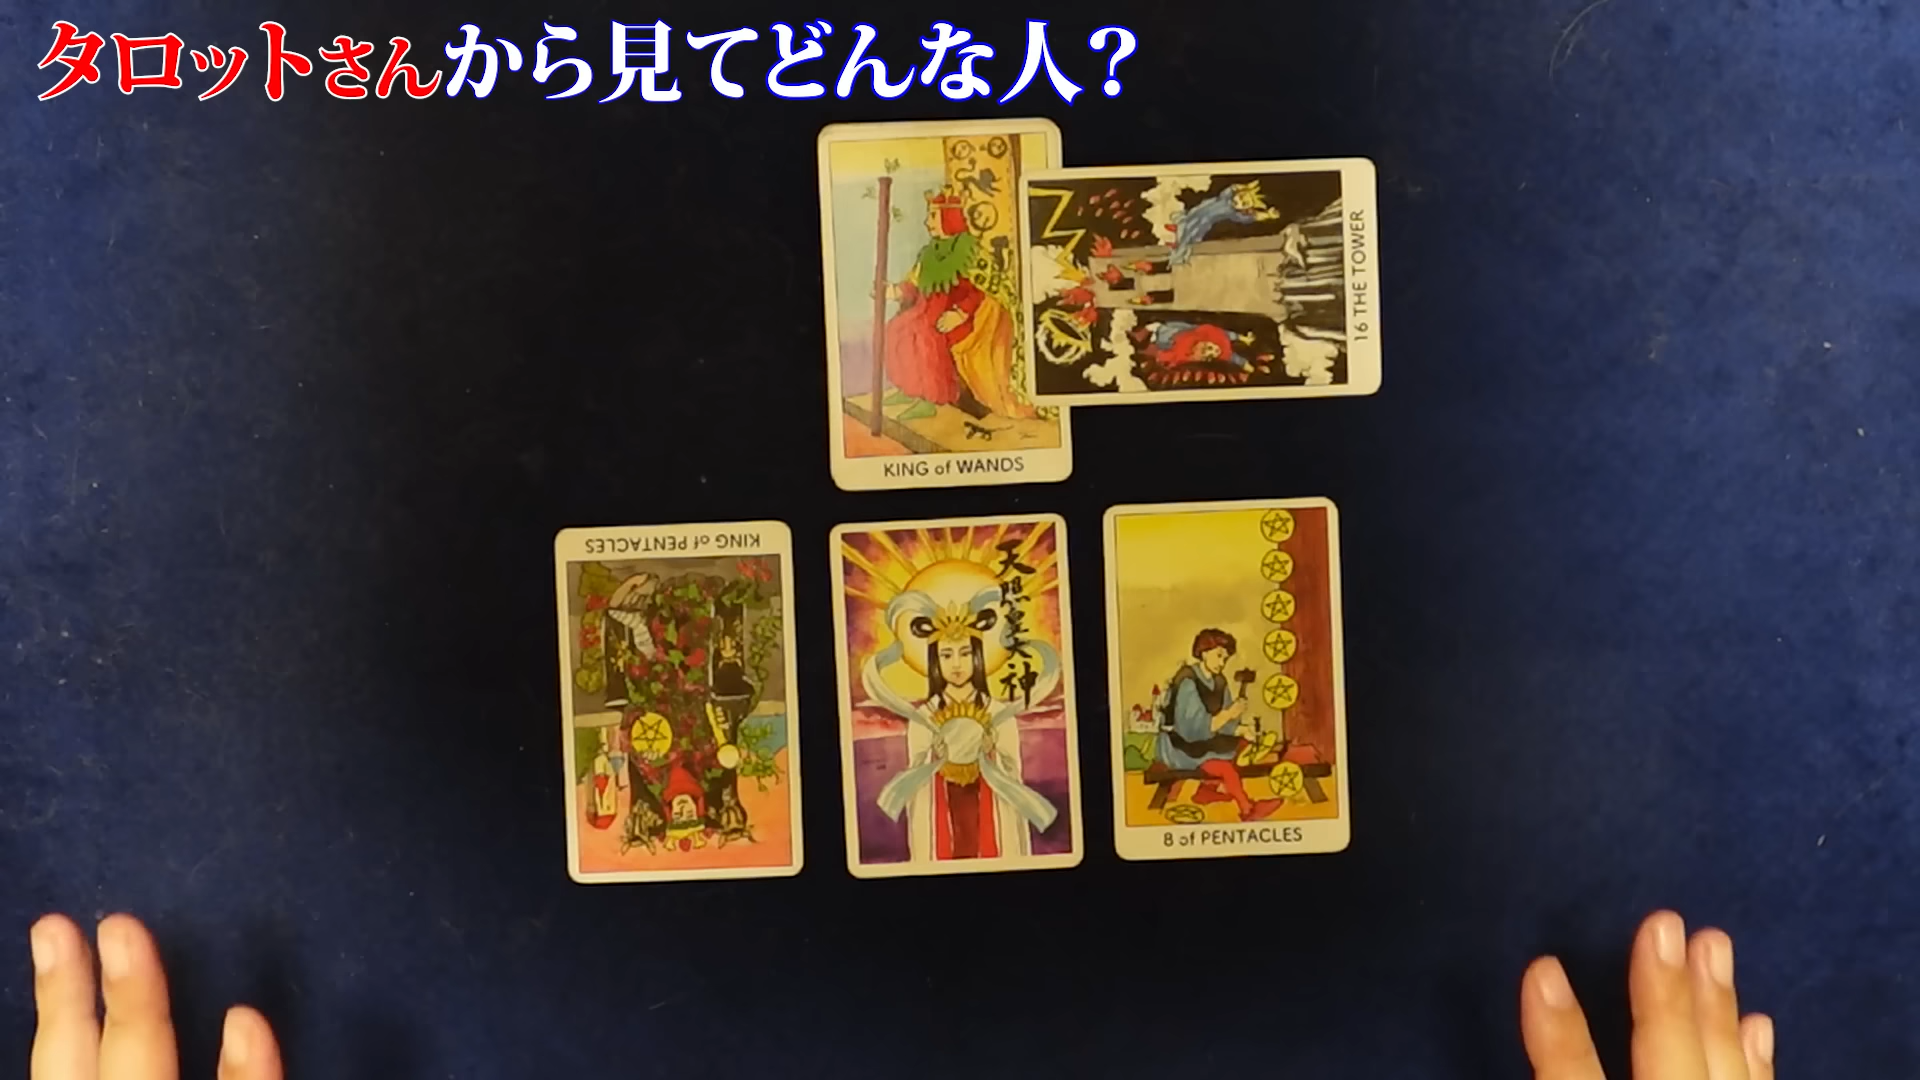 タロットさんから見てどんな人？
KING of WANDS
16 THE TOWER
KING of PENTACLES
天照皇大神
8 of PENTACLES